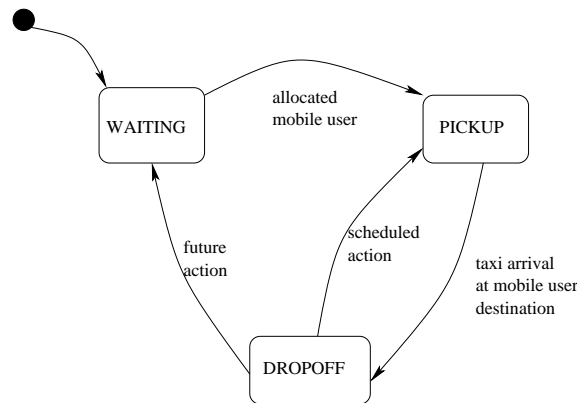 WAITING
allocated
mobile user
PICKUP
future
action
scheduled
action
taxi arrival
at mobile user
destination
DROPOFF